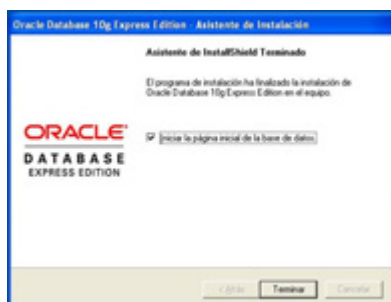 Oracle Database 10g Express Edition - Asistente de Instalación
Asistente de InstallShield Terminado
El programa de instalación ha finalizado la instalación de
Oracle Database 10g Express Edition en el equipo.
Iniciar la página inicial de la base de datos.
ORACLE
DATABASE
EXPRESS EDITION
< Atrás
Terminar
Cancelar